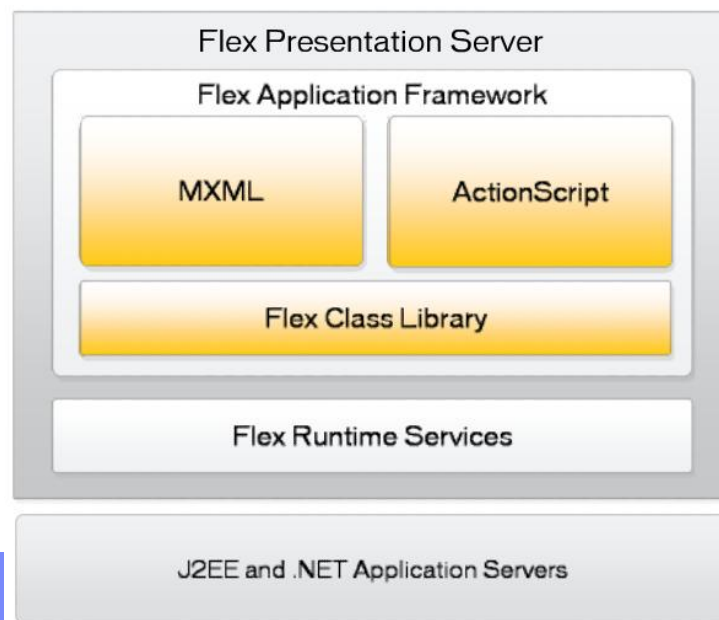 Flex Presentation Server
Flex Application Framework
MXML
ActionScript
Flex Class Library
Flex Runtime Services
J2EE and .NET Application Servers